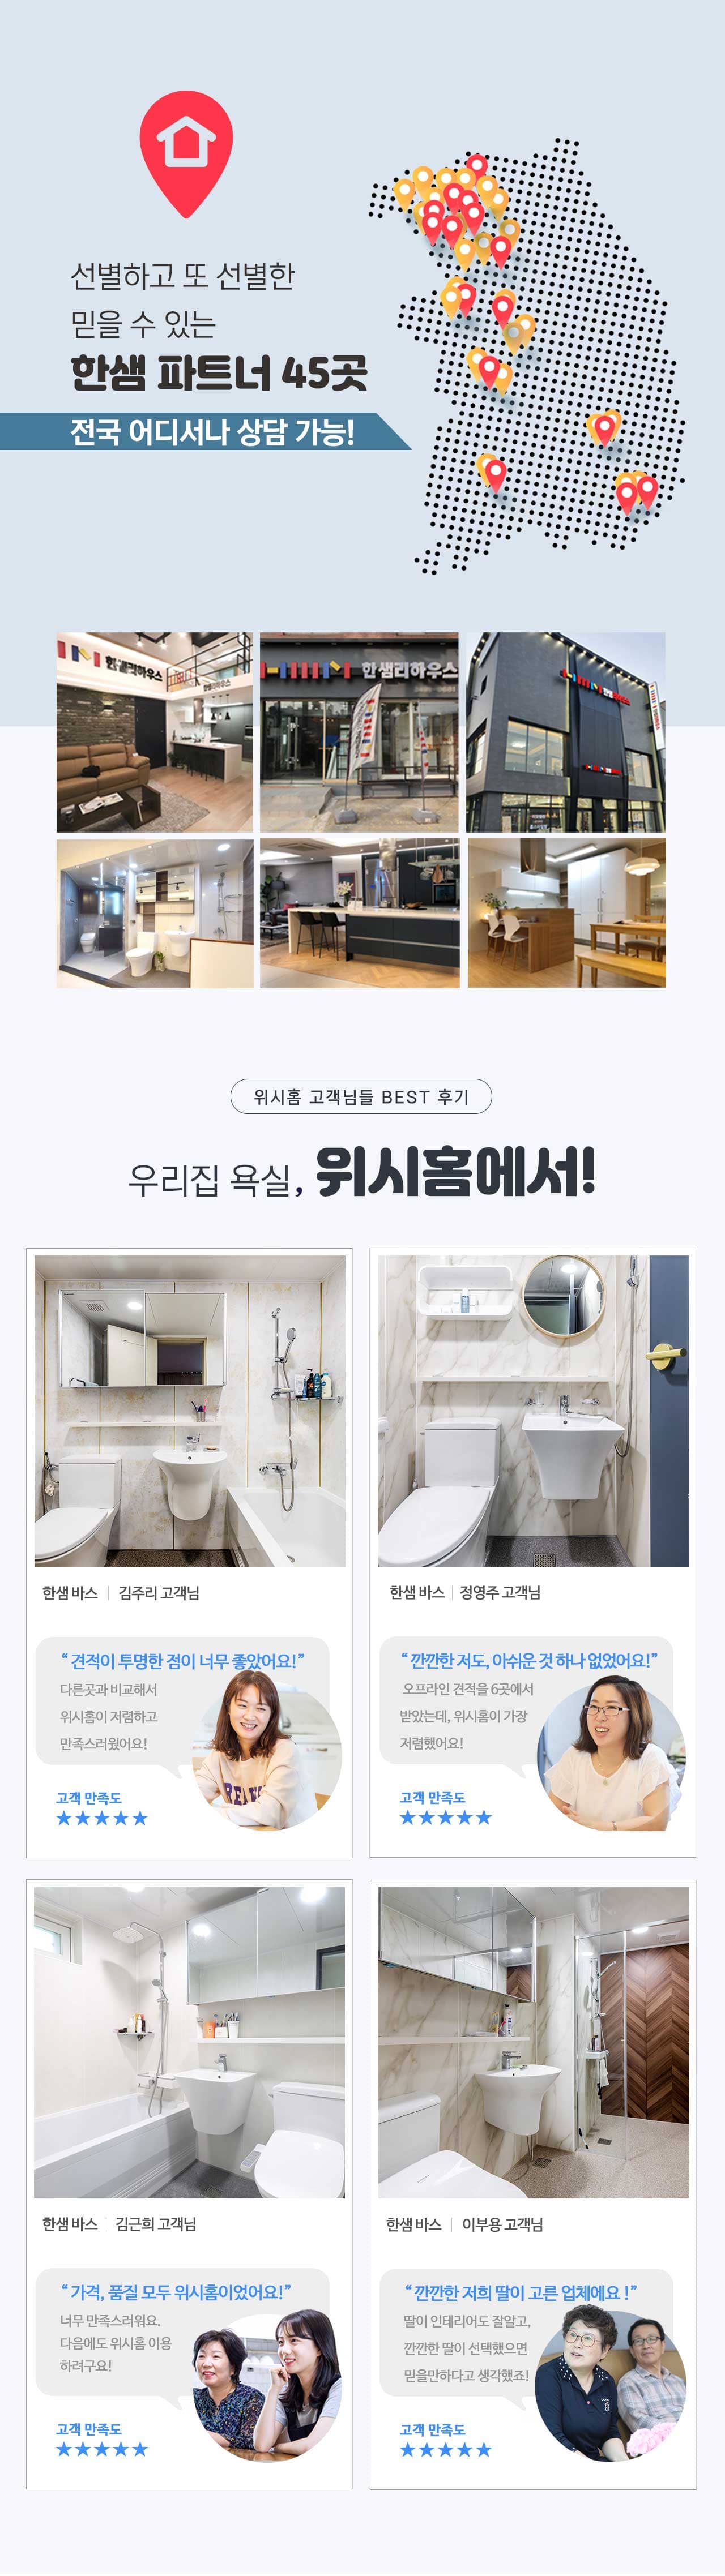 선별하고 또 선별한
믿을 수 있는
한샘 파트너 45곳
전국 어디서나 상담 가능!
한샘리하우스
한샘리하우스
한샘리하우스
위시홈 고객님들 BEST 후기
우리집 욕실, 위시홈에서!
한샘 바스 | 김주리 고객님
“ 견적이 투명한 점이 너무 좋았어요!”
다른곳과 비교해서
위시홈이 저렴하고
만족스러웠어요!
고객 만족도
★★★★★
한샘 바스 | 정영주 고객님
“ 깐깐한 저도, 아쉬운 것 하나 없었어요!”
오프라인 견적을 6곳에서
받았는데, 위시홈이 가장
저렴했어요!
고객 만족도
★★★★★
한샘 바스 | 김근희 고객님
“ 가격, 품질 모두 위시홈이었어요!”
너무 만족스러워요.
다음에도 위시홈 이용
하려구요!
고객 만족도
★★★★★
한샘 바스 | 이부용 고객님
“ 깐깐한 저희 딸이 고른 업체에요 !”
딸이 인테리어도 잘알고,
깐깐한 딸이 선택했으면
믿을만하다고 생각했죠!
고객 만족도
★★★★★